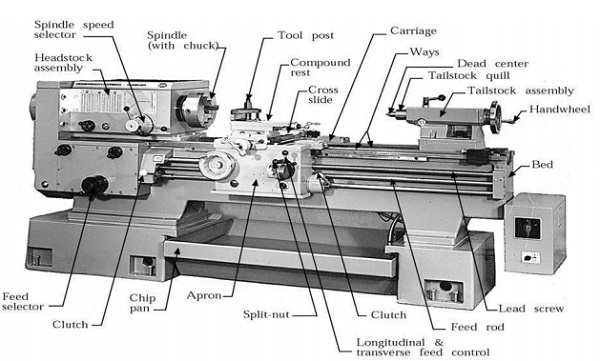 Spindle speed
selector
Headstock
assembly
Spindle
(with chuck)
Tool post
Compound
rest
Cross
slide
Carriage
Ways
Dead center
Tailstock quill
Tailstock assembly
Handwheel
Bed
Feed
selector
Clutch
Chip
pan
Apron
Split-nut
Clutch
Longitudinal &
transverse feed control
Feed rod
Lead screw